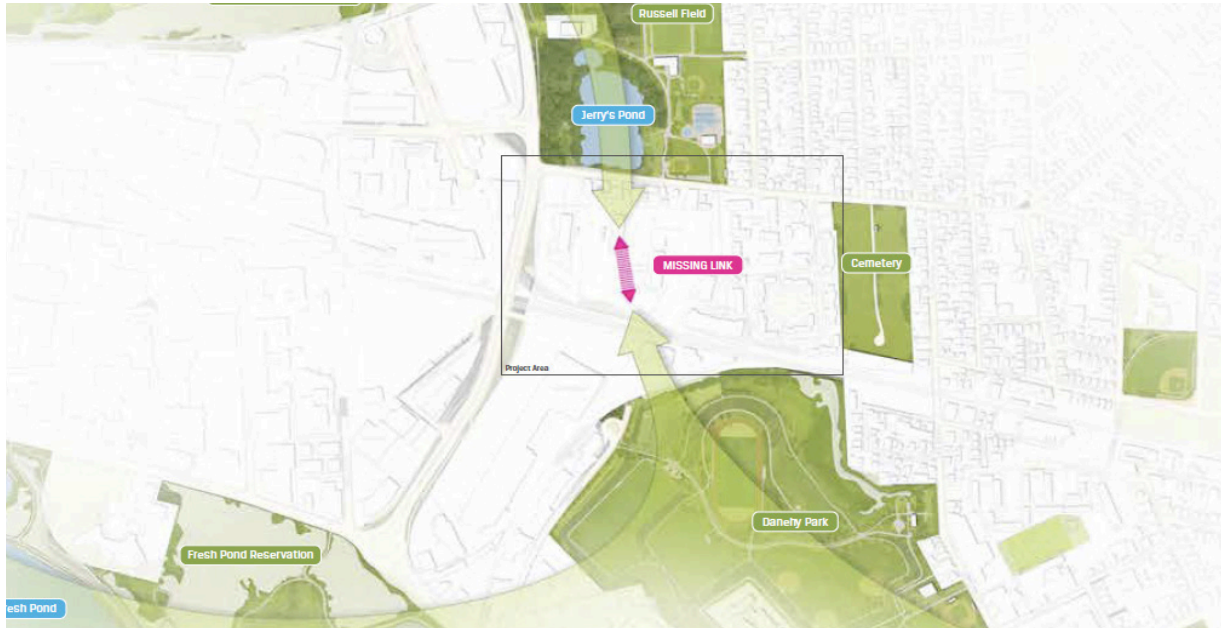 Russell Field
Jerry's Pond
MISSING LINK
Cemetery
Project Area
Danehy Park
Fresh Pond Reservation
esh Pond